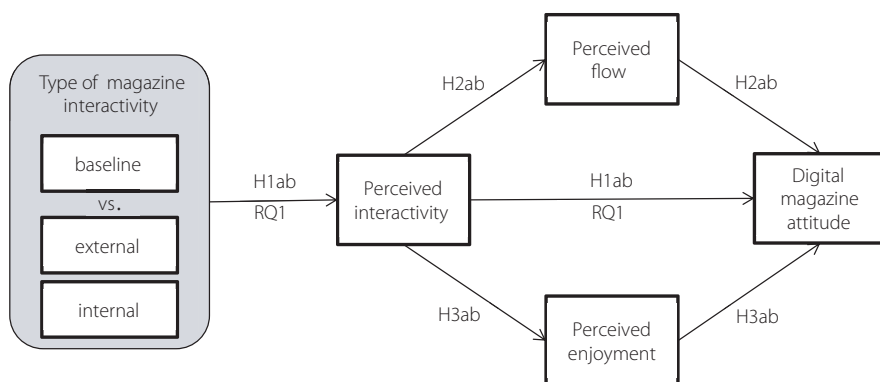 Type of magazine
interactivity
baseline
vs.
external
internal
H1ab
RQ1
Perceived
interactivity
H2ab
Perceived
flow
H2ab
H1ab
RQ1
H3ab
Perceived
enjoyment
H3ab
Digital
magazine
attitude